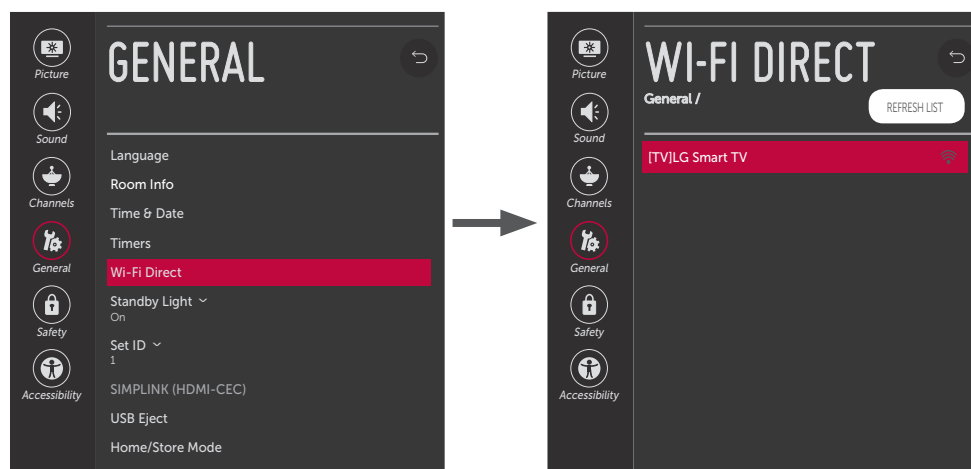 Picture
Sound
Channels
General
Safety
Accessibility
GENERAL
Language
Room Info
Time & Date
Timers
Wi-Fi Direct
Standby Light
On
Set ID
1
SIMPLINK (HDMI-CEC)
USB Eject
Home/Store Mode
Picture
Sound
Channels
General
Safety
Accessibility
WI-FI DIRECT
General /
REFRESH LIST
[TV]LG Smart TV